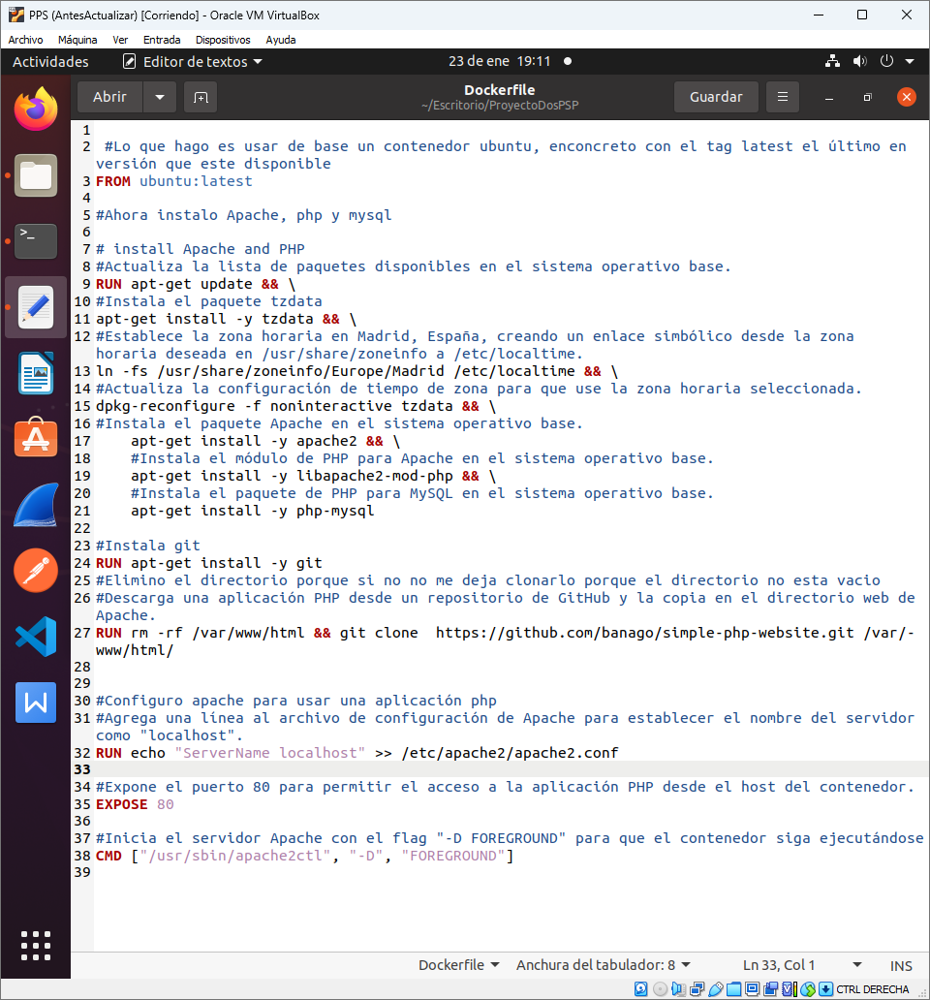 PPS (AntesActualizar) [Corriendo] - Oracle VM VirtualBox
Archivo Máquina Ver Entrada Dispositivos Ayuda
Actividades Editor de textos 23 de ene 19:11
Abrir Dockerfile Guardar
~/Escritorio/ProyectoDosPSP
1
2 #Lo que hago es usar de base un contenedor ubuntu, enconcreto con el tag latest el último en
versión que este disponible
3 FROM ubuntu:latest
4
5 #Ahora instalo Apache, php y mysql
6
7 # install Apache and PHP
8 #Actualiza la lista de paquetes disponibles en el sistema operativo base.
9 RUN apt-get update && \
10 #Instala el paquete tzdata
11 apt-get install -y tzdata && \
12 #Establece la zona horaria en Madrid, España, creando un enlace simbólico desde la zona
horaria deseada en /usr/share/zoneinfo a /etc/localtime.
13 ln -fs /usr/share/zoneinfo/Europe/Madrid /etc/localtime && \
14 #Actualiza la configuración de tiempo de zona para que use la zona horaria seleccionada.
15 dpkg-reconfigure -f noninteractive tzdata && \
16 #Instala el paquete Apache en el sistema operativo base.
17 apt-get install -y apache2 && \
18 #Instala el módulo de PHP para Apache en el sistema operativo base.
19 apt-get install -y libapache2-mod-php && \
20 #Instala el paquete de PHP para MySQL en el sistema operativo base.
21 apt-get install -y php-mysql
22
23 #Instala git
24 RUN apt-get install -y git
25 #Elimino el directorio porque si no no me deja clonarlo porque el directorio no esta vacio
26 #Descarga una aplicación PHP desde un repositorio de GitHub y la copia en el directorio web de
Apache.
27 RUN rm -rf /var/www/html && git clone  https://github.com/banago/simple-php-website.git /var/-
www/html/
28
29
30 #Configuro apache para usar una aplicación php
31 #Agrega una línea al archivo de configuración de Apache para establecer el nombre del servidor
como "localhost".
32 RUN echo "ServerName localhost" >> /etc/apache2/apache2.conf
33
34 #Expone el puerto 80 para permitir el acceso a la aplicación PHP desde el host del contenedor.
35 EXPOSE 80
36
37 #Inicia el servidor Apache con el flag "-D FOREGROUND" para que el contenedor siga ejecutándose
38 CMD ["/usr/sbin/apache2ctl", "-D", "FOREGROUND"]
39
Dockerfile Anchura del tabulador: 8 Ln 33, Col 1 INS
CTRL DERECHA